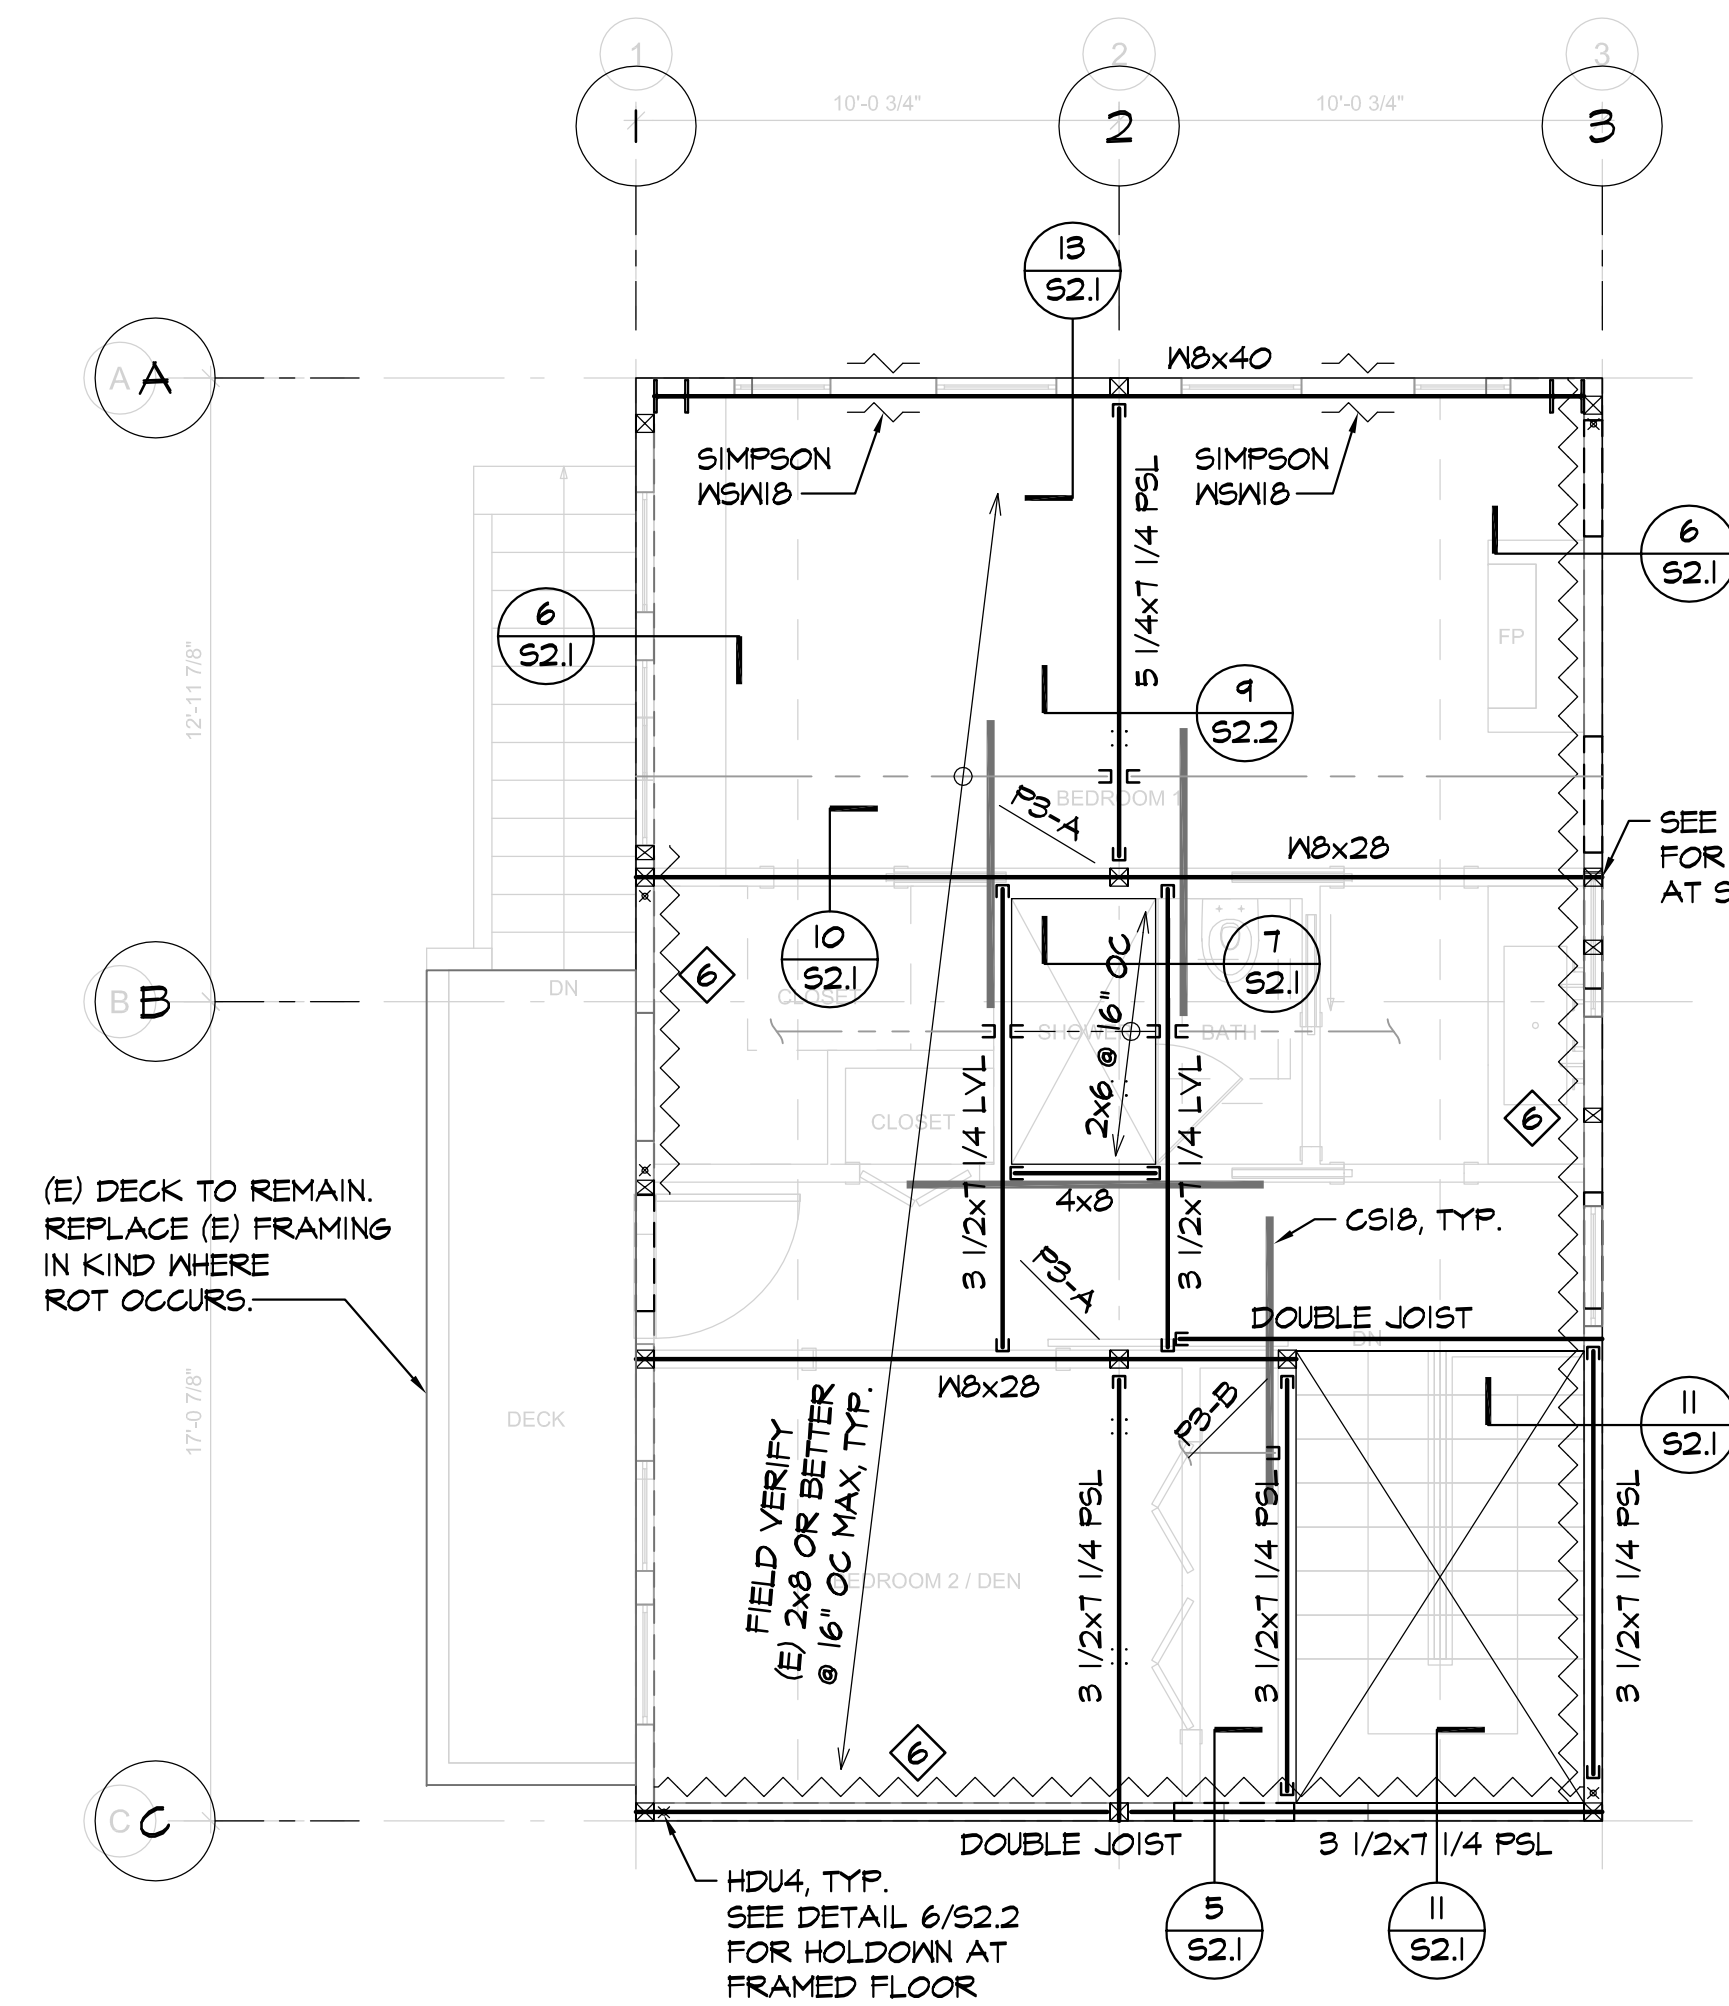 1
2
3
10'-0 3/4"
10'-0 3/4"
1
2
3
13
S2.1
W8x40
A
A
SIMPSON
WSW18
SIMPSON
WSW18
5 1/4x7 1/4 PSL
6
S2.1
6
S2.1
FP
12'-11 7/8"
9
S2.2
P3-A
BEDROOM 1
W8x28
SEE
FOR
AT S
10
S2.1
7
S2.1
6
B
B
DN
CLOSET
SHOWER
BATH
2x6 @ 16" OC
3 1/2x7 1/4 LVL
3 1/2x7 1/4 LVL
CLOSET
6
4x8
(E) DECK TO REMAIN.
REPLACE (E) FRAMING
IN KIND WHERE
ROT OCCURS.
CS18, TYP.
P3-A
DOUBLE JOIST
DN
W8x28
P3-B
11
S2.1
17'-0 7/8"
DECK
FIELD VERIFY
(E) 2x8 OR BETTER
@ 16" OC MAX, TYP.
BEDROOM 2 / DEN
3 1/2x7 1/4 PSL
3 1/2x7 1/4 PSL
3 1/2x7 1/4 PSL
6
C
C
DOUBLE JOIST
3 1/2x7 1/4 PSL
HDU4, TYP.
SEE DETAIL 6/S2.2
FOR HOLDOWN AT
FRAMED FLOOR
5
S2.1
11
S2.1